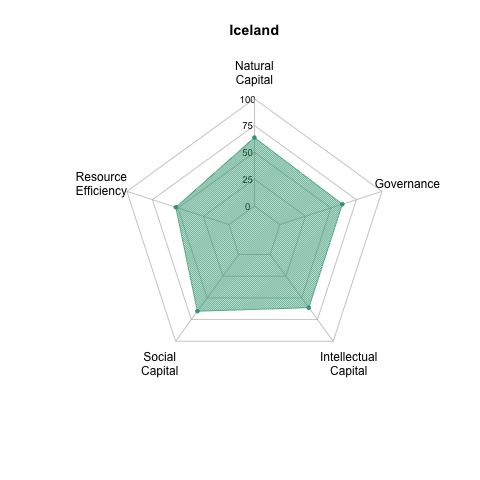 Iceland
Natural
Capital
100
75
50
25
0
Resource
Efficiency
Governance
Social
Capital
Intellectual
Capital